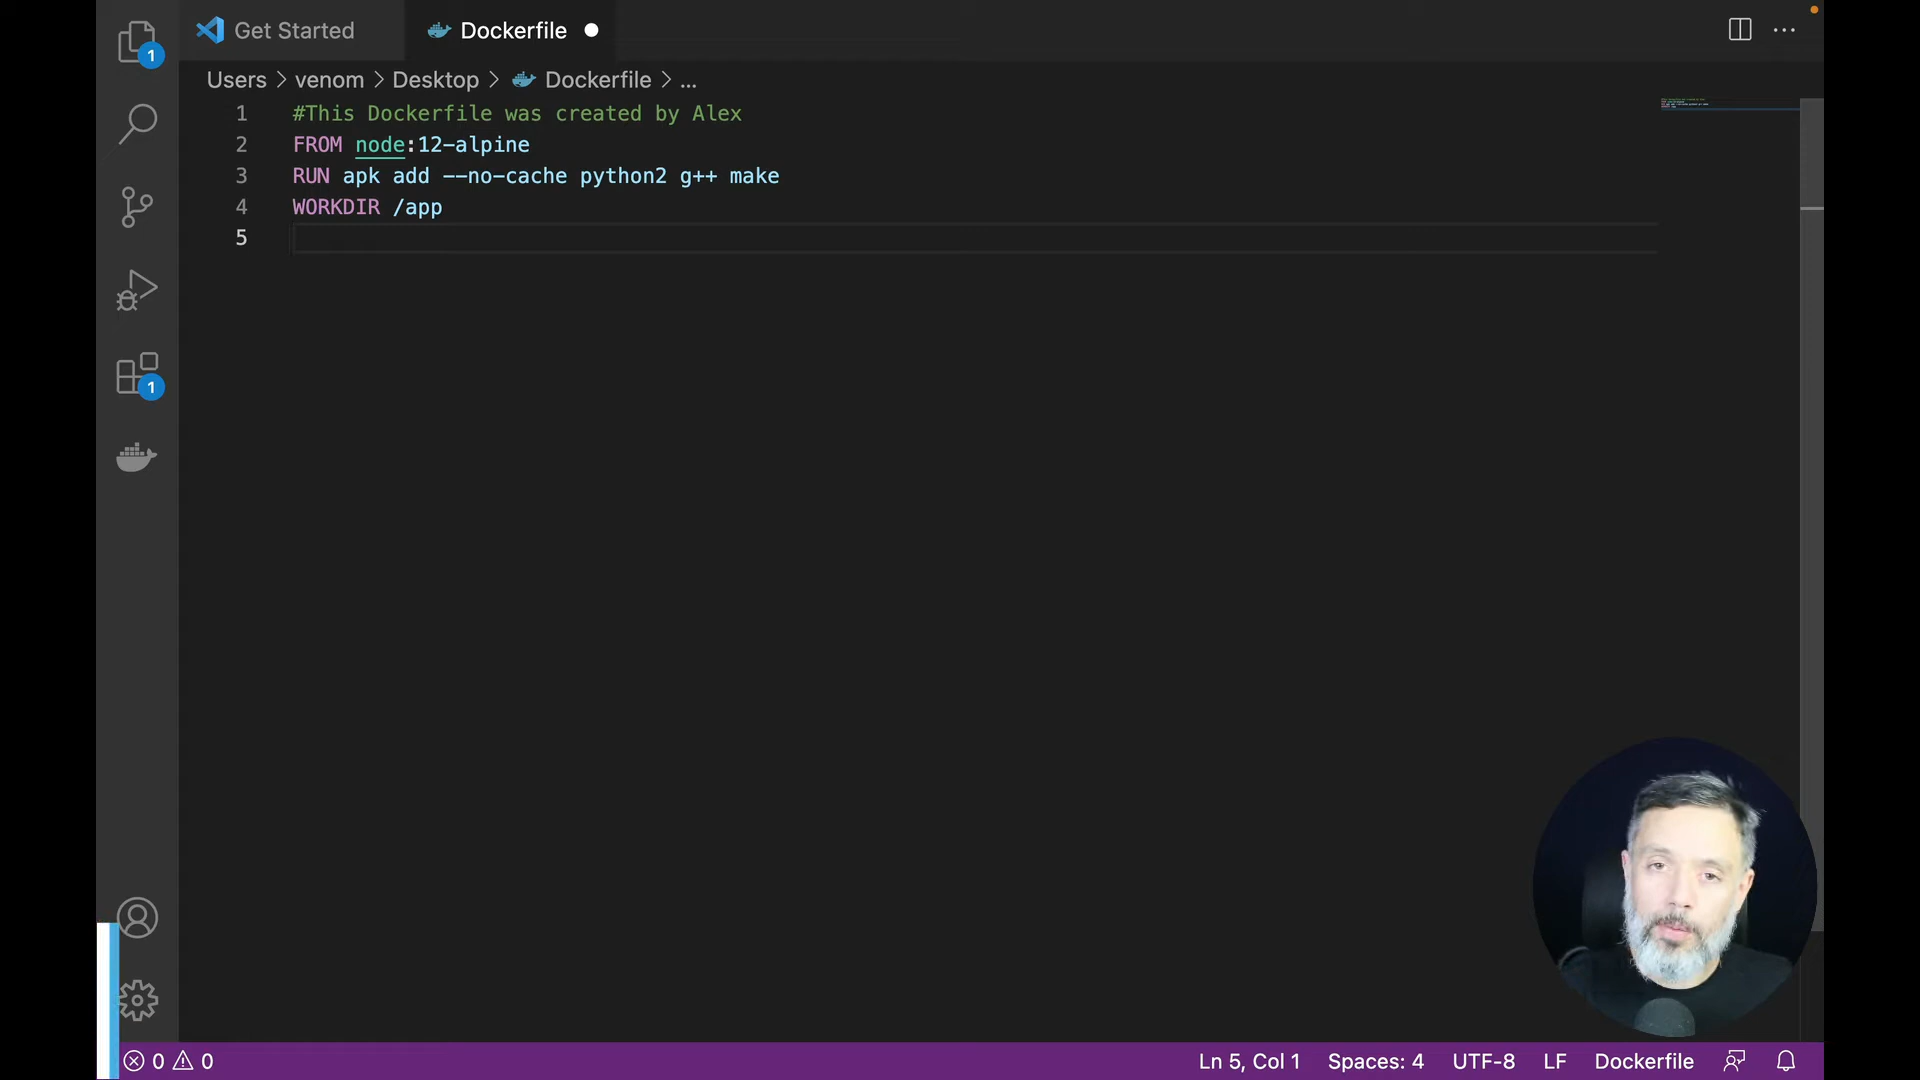 Get Started
Dockerfile
Users > venom > Desktop > Dockerfile > ...
1 #This Dockerfile was created by Alex
2 FROM node:12-alpine
3 RUN apk add --no-cache python2 g++ make
4 WORKDIR /app
5
1
1
0 0
Ln 5, Col 1 Spaces: 4 UTF-8 LF Dockerfile